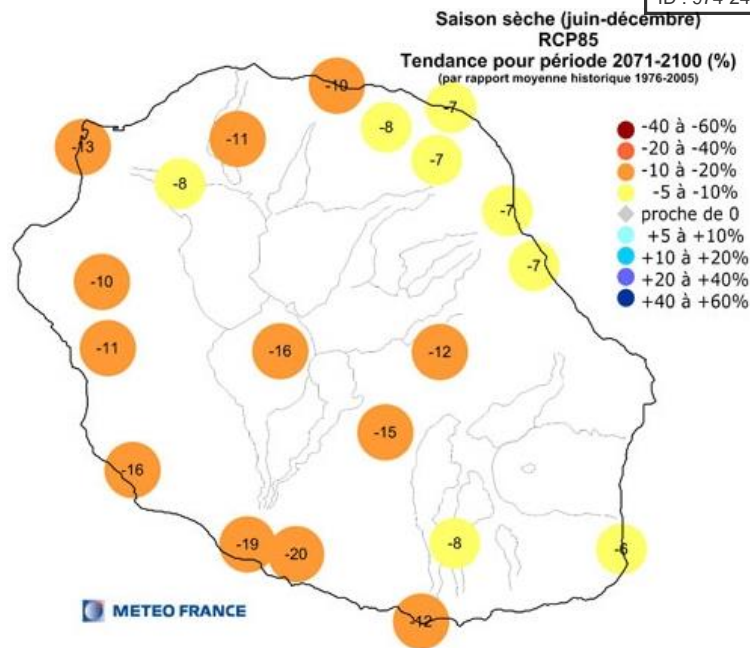 ID : 974-24
Saison sèche (juin-décembre)
RCP85
Tendance pour période 2071-2100 (%)
(par rapport moyenne historique 1976-2005)
-40 à -60%
-20 à -40%
-10 à -20%
-5 à -10%
proche de 0
+5 à +10%
+10 à +20%
+20 à +40%
+40 à +60%
-10
-7
-8
-11
-13
-7
-8
-7
-7
-10
-11
-16
-12
-15
-16
-19
-20
-8
-6
-12
METEO FRANCE